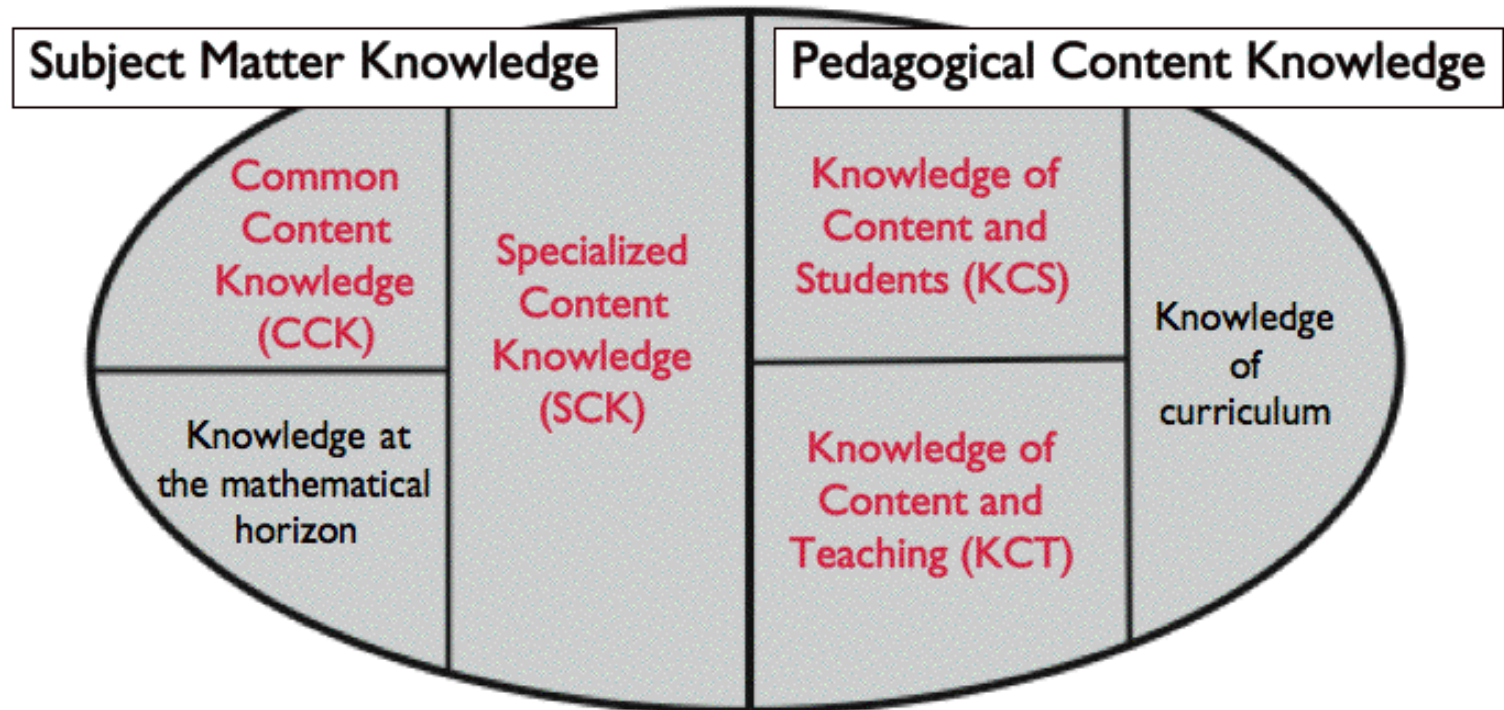 Subject Matter Knowledge
Pedagogical Content Knowledge
Common
Content
Knowledge
(CCK)
Knowledge at
the mathematical
horizon
Specialized
Content
Knowledge
(SCK)
Knowledge of
Content and
Students (KCS)
Knowledge of
Content and
Teaching (KCT)
Knowledge
of
curriculum